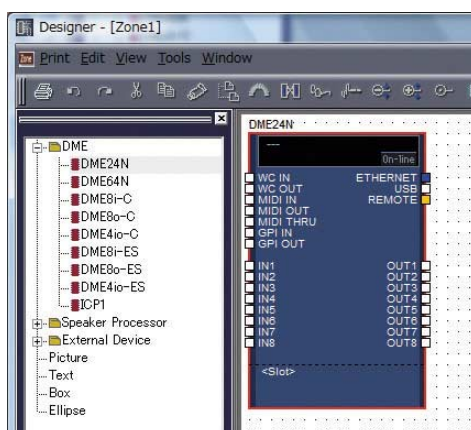 Designer - [Zone1]
Zone Print Edit View Tools Window
DME
DME24N
DME64N
DME8i-C
DME8o-C
DME4io-C
DME8i-ES
DME8o-ES
DME4io-ES
ICP1
Speaker Processor
External Device
Picture
Text
Box
Ellipse
DME24N
---
On-line
WC IN ETHERNET
WC OUT USB
MIDI IN REMOTE
MIDI OUT
MIDI THRU
GPI IN
GPI OUT
IN1 OUT1
IN2 OUT2
IN3 OUT3
IN4 OUT4
IN5 OUT5
IN6 OUT6
IN7 OUT7
IN8 OUT8
<Slot>